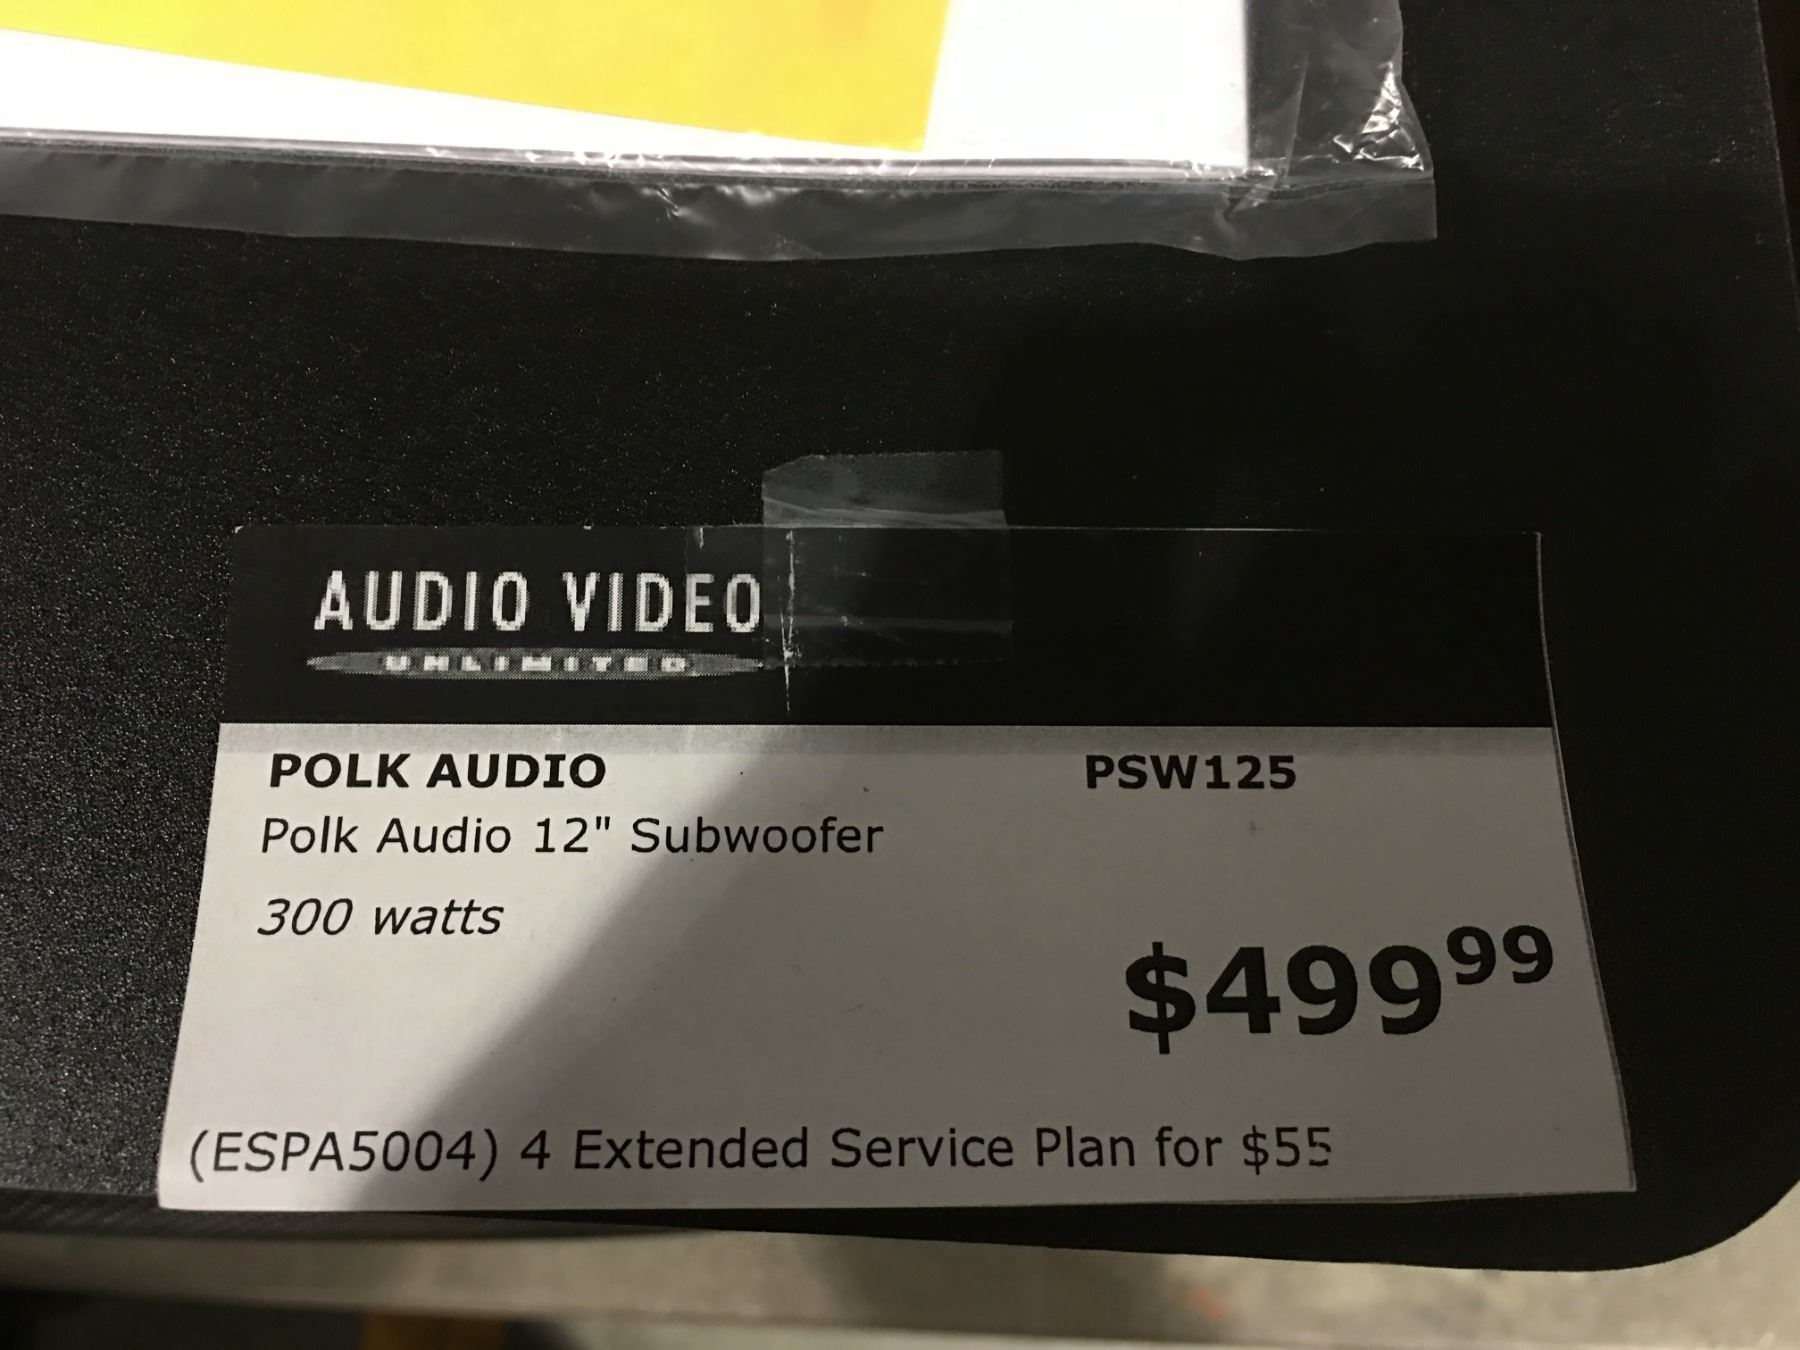 AUDIO VIDEO
UNLIMITED
POLK AUDIO PSW125
Polk Audio 12" Subwoofer
300 watts
$499⁹⁹
(ESPA5004) 4 Extended Service Plan for $55